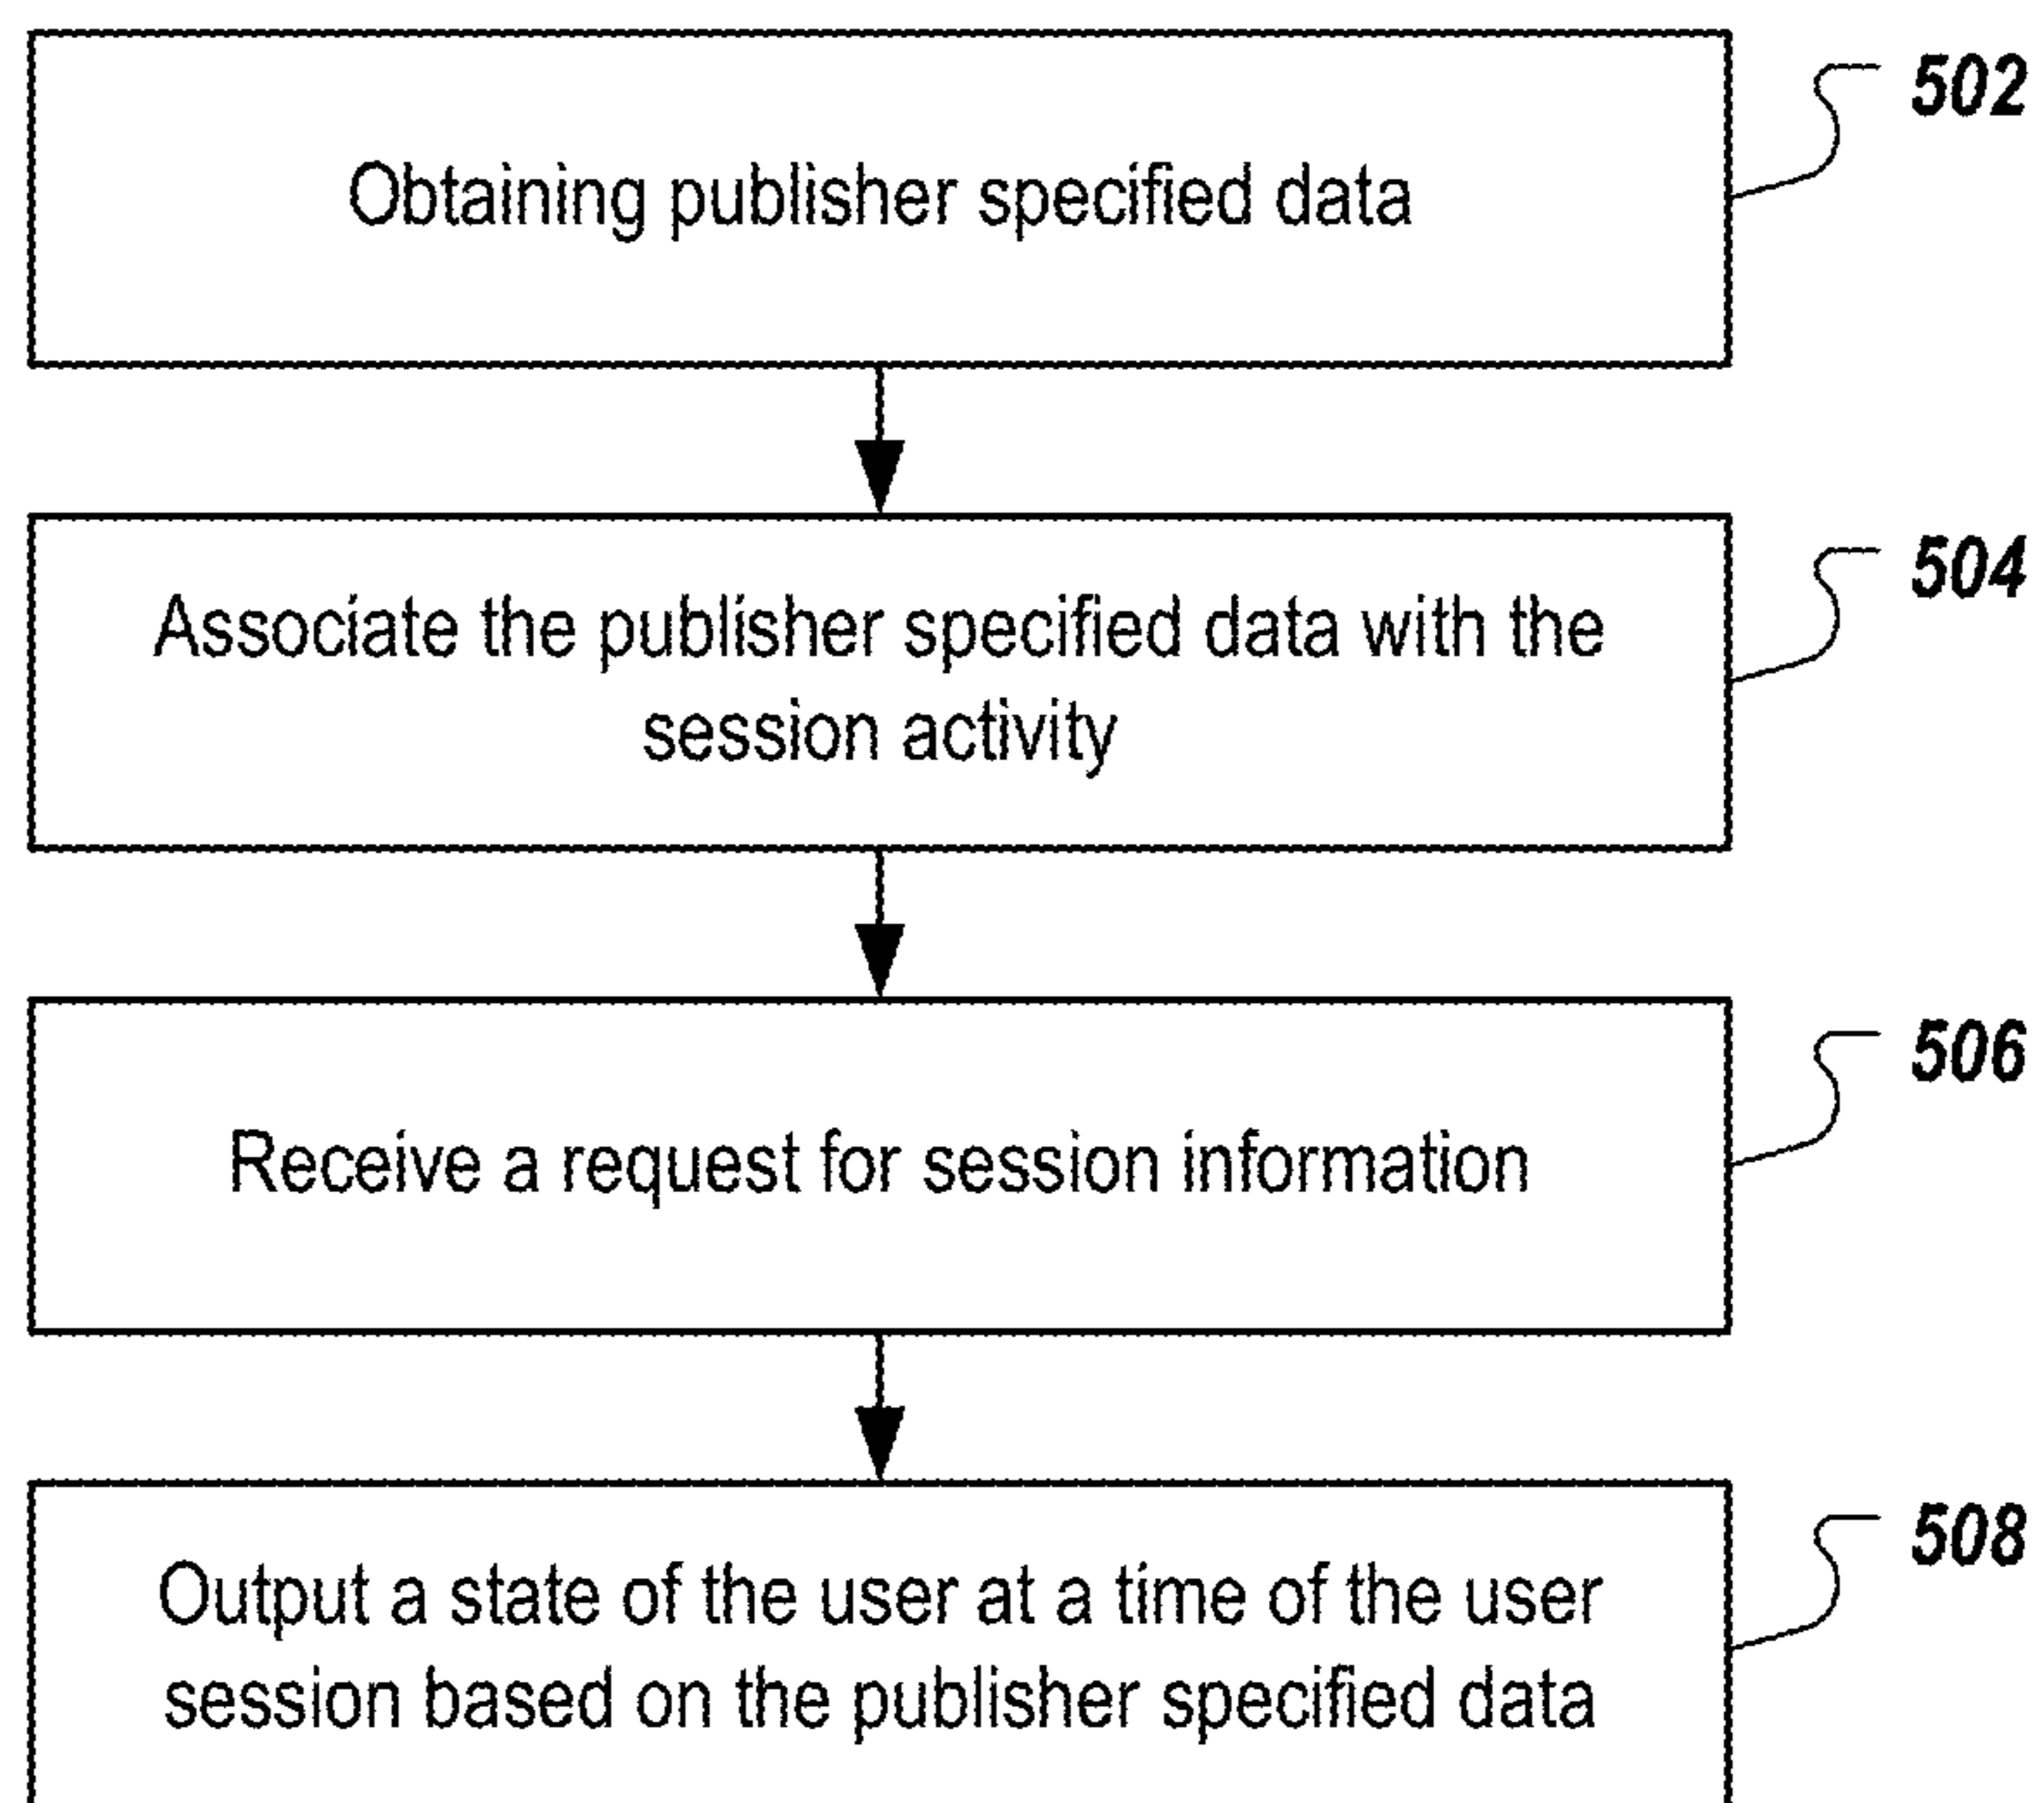 Obtaining publisher specified data
502
Associate the publisher specified data with the
session activity
504
Receive a request for session information
506
Output a state of the user at a time of the user
session based on the publisher specified data
508